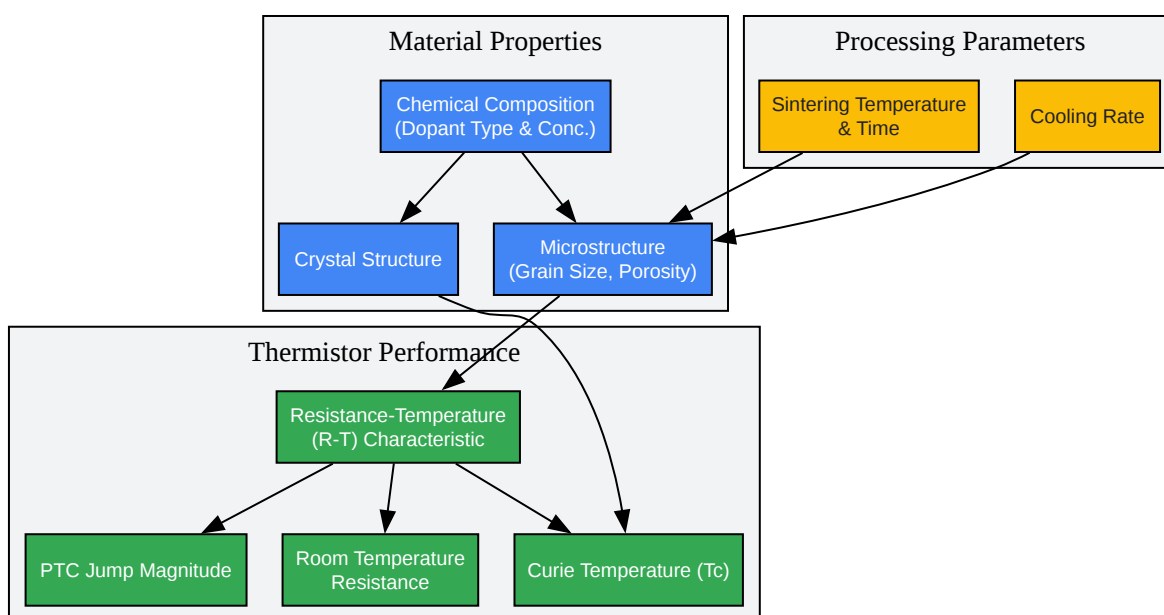 Material Properties
Processing Parameters
Chemical Composition
(Dopant Type & Conc.)
Sintering Temperature
& Time
Cooling Rate
Crystal Structure
Microstructure
(Grain Size, Porosity)
Thermistor Performance
Resistance-Temperature
(R-T) Characteristic
PTC Jump Magnitude
Room Temperature
Resistance
Curie Temperature (Tc)